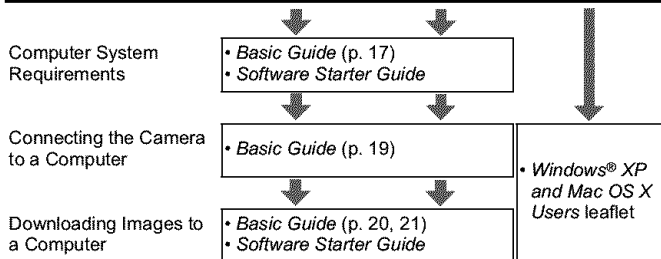 Computer System
Requirements
• Basic Guide (p. 17)
• Software Starter Guide
Connecting the Camera
to a Computer
• Basic Guide (p. 19)
• Windows® XP
and Mac OS X
Users leaflet
Downloading Images to
a Computer
• Basic Guide (p. 20, 21)
• Software Starter Guide